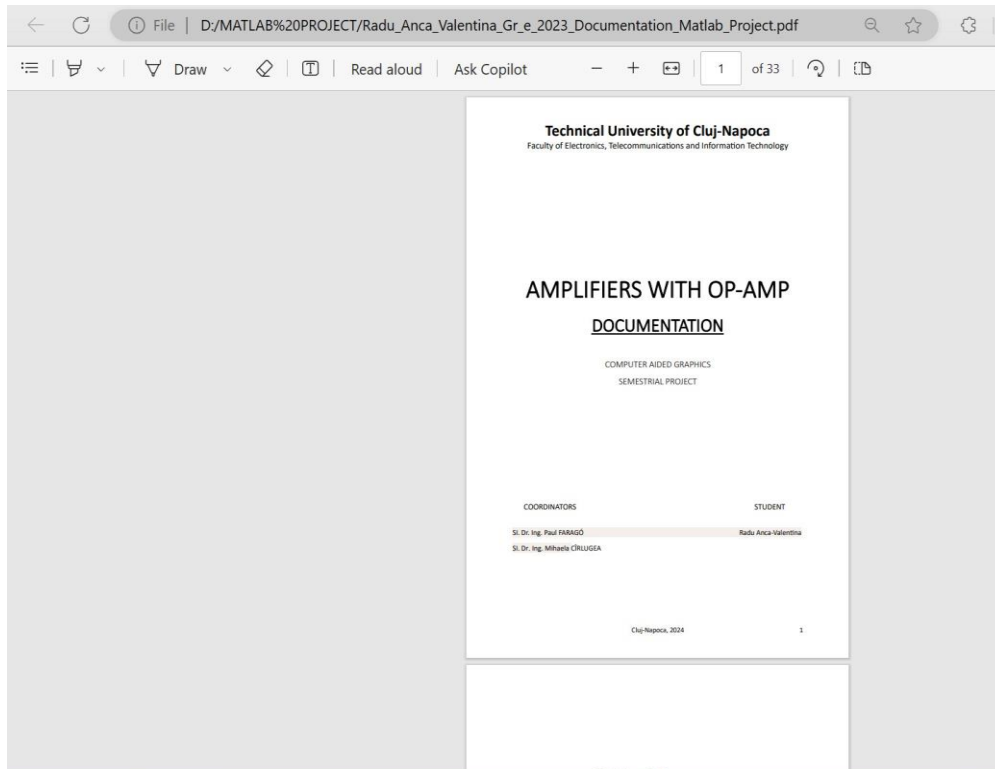 File | D:/MATLAB%20PROJECT/Radu_Anca_Valentina_Gr_e_2023_Documentation_Matlab_Project.pdf
Draw Read aloud Ask Copilot 1 of 33
Technical University of Cluj-Napoca
Faculty of Electronics, Telecommunications and Information Technology
AMPLIFIERS WITH OP-AMP
DOCUMENTATION
COMPUTER AIDED GRAPHICS
SEMESTRIAL PROJECT
COORDINATORS STUDENT
Sl. Dr. Ing. Paul FARAGÓ Radu Anca-Valentina
Sl. Dr. Ing. Mihaela CÎRLUGEA
Cluj-Napoca, 2024 1